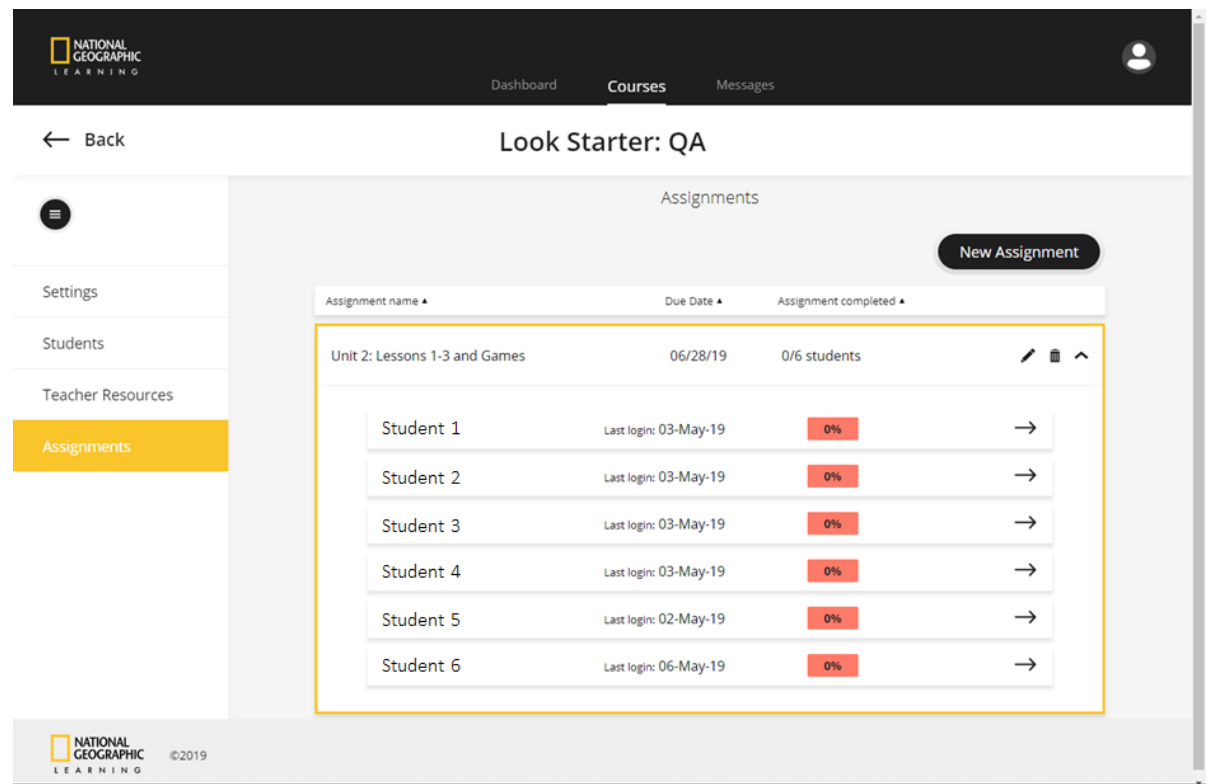 NATIONAL
GEOGRAPHIC
LEARNING
Dashboard Courses Messages
Back
Look Starter: QA
Assignments
New Assignment
Settings
Students
Teacher Resources
Assignments
Assignment name Due Date Assignment completed
Unit 2: Lessons 1-3 and Games 06/28/19 0/6 students
Student 1 Last login: 03-May-19 0%
Student 2 Last login: 03-May-19 0%
Student 3 Last login: 03-May-19 0%
Student 4 Last login: 03-May-19 0%
Student 5 Last login: 02-May-19 0%
Student 6 Last login: 06-May-19 0%
NATIONAL
GEOGRAPHIC
LEARNING
©2019